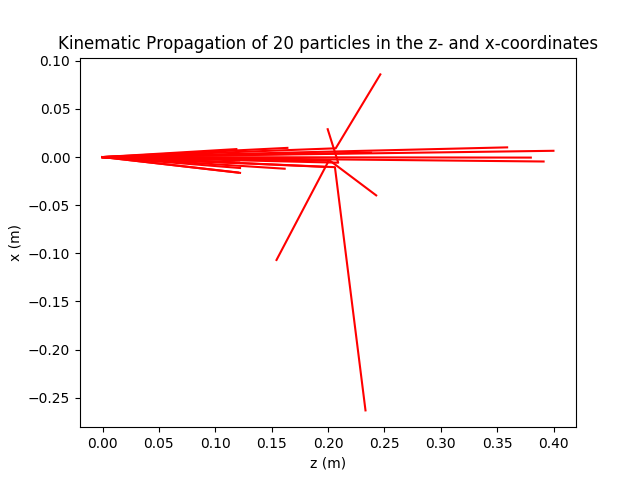 Kinematic Propagation of 20 particles in the z- and x-coordinates
0.10
0.05
0.00
−0.05
−0.10
−0.15
−0.20
−0.25
x (m)
0.00 0.05 0.10 0.15 0.20 0.25 0.30 0.35 0.40
z (m)